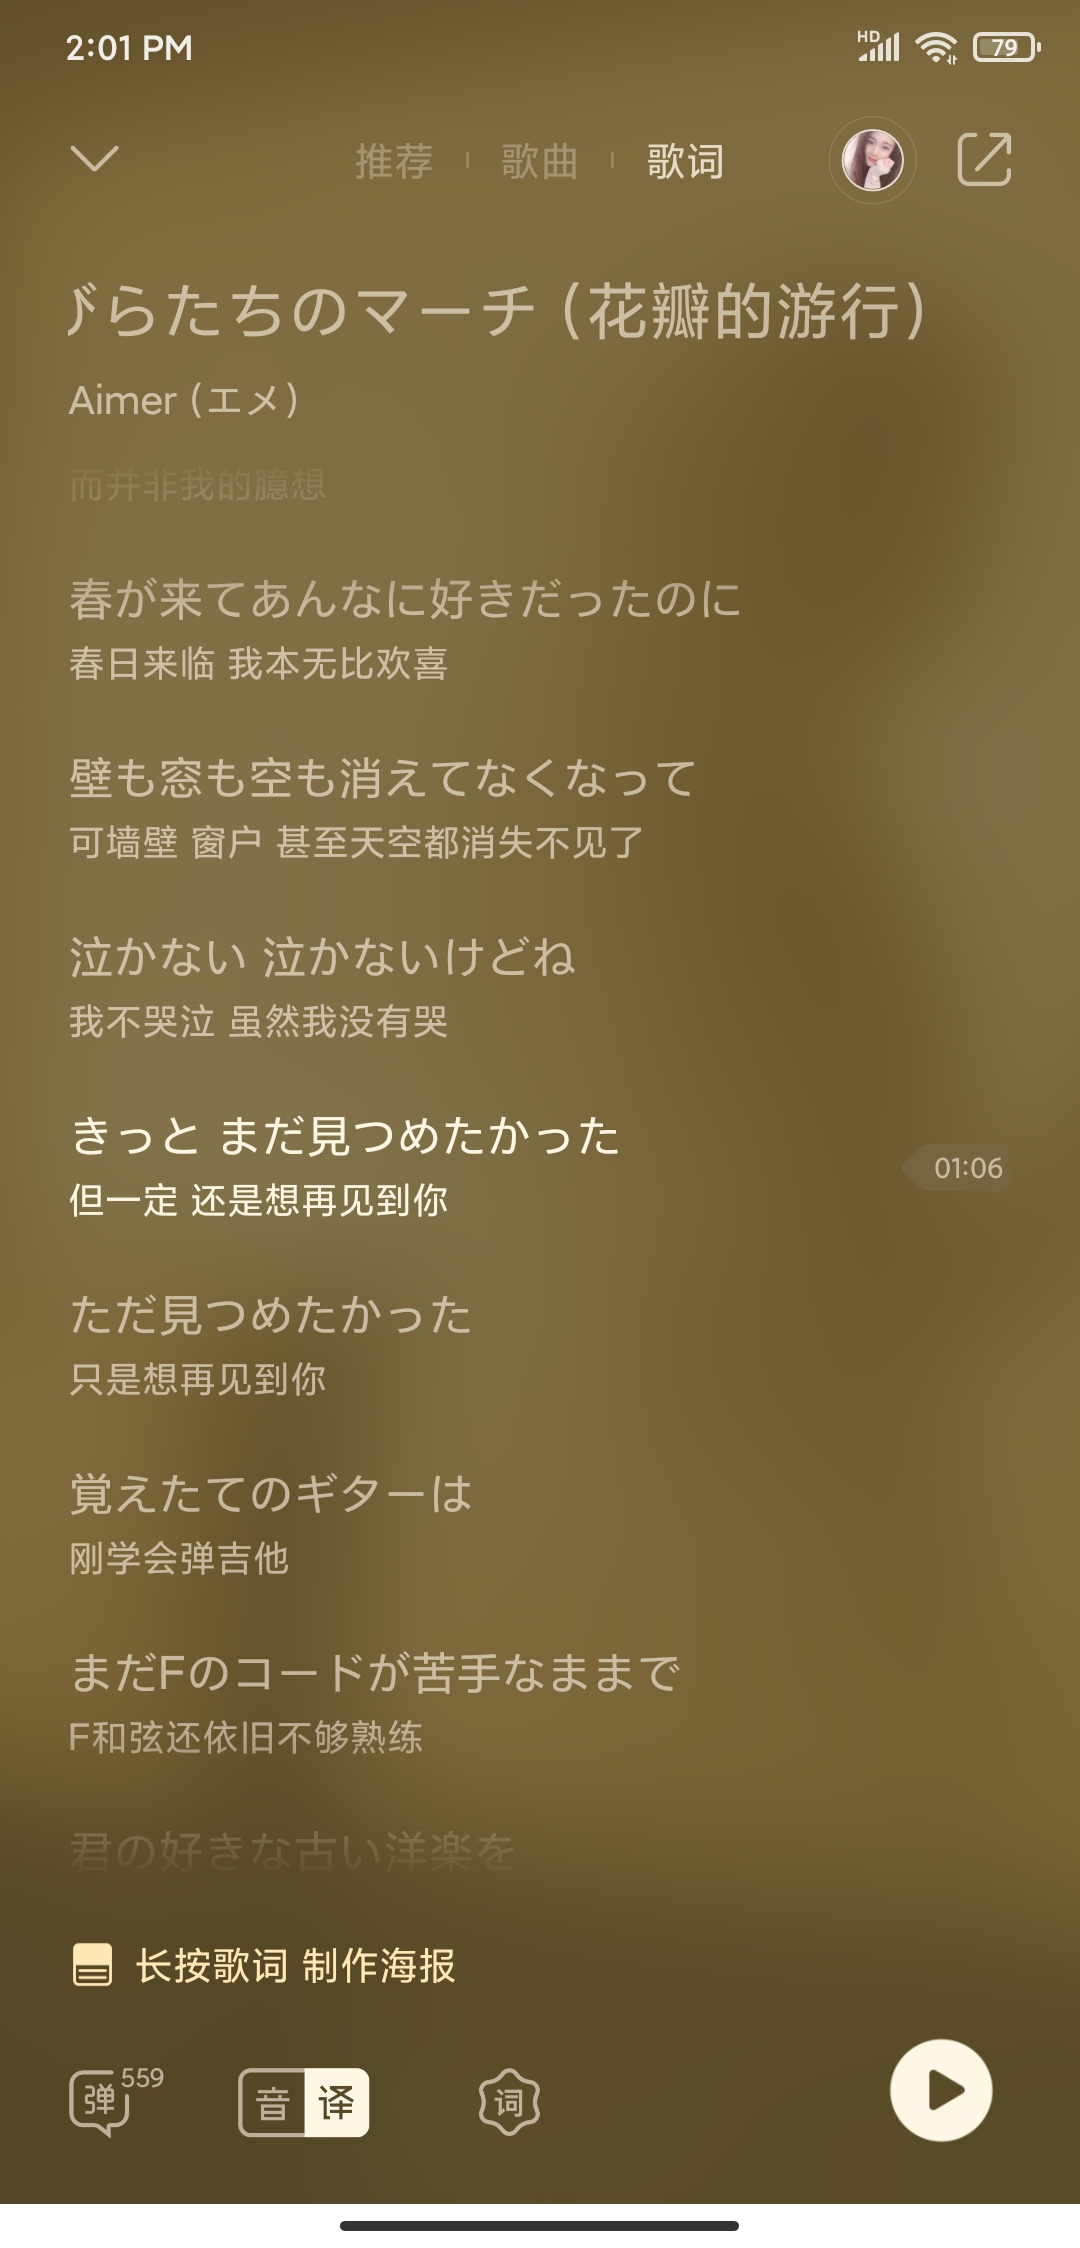 2:01 PM HD 79
推荐 歌曲 歌词
びらたちのマーチ (花瓣的游行)
Aimer (エメ)
而并非我的臆想
春が来てあんなに好きだったのに
春日来临 我本无比欢喜
壁も窓も空も消えてなくなって
可墙壁 窗户 甚至天空都消失不见了
泣かない 泣かないけどね
我不哭泣 虽然我没有哭
きっと まだ見つめたかった
01:06
但一定 还是想再见到你
ただ見つめたかった
只是想再见到你
覚えたてのギターは
刚学会弹吉他
まだFのコードが苦手なままで
F和弦还依旧不够熟练
君の好きな古い洋楽を
长按歌词 制作海报
弹 559 音 译 词